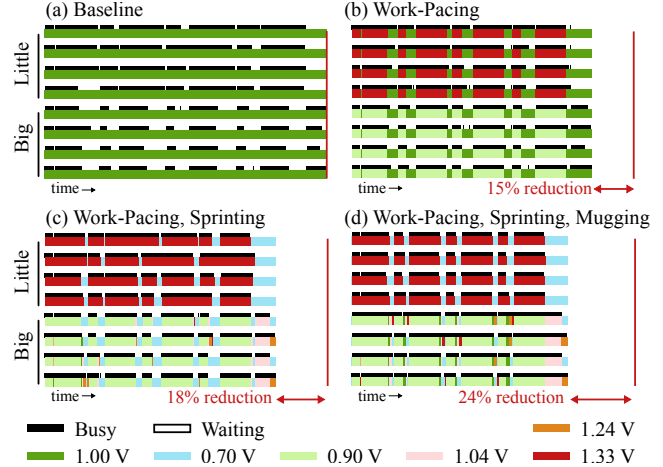 (a) Baseline
(b) Work-Pacing
Little
Big
time
time
15% reduction
(c) Work-Pacing, Sprinting
(d) Work-Pacing, Sprinting, Mugging
Little
Big
time
18% reduction
time
24% reduction
Busy
Waiting
1.24 V
1.00 V
0.70 V
0.90 V
1.04 V
1.33 V